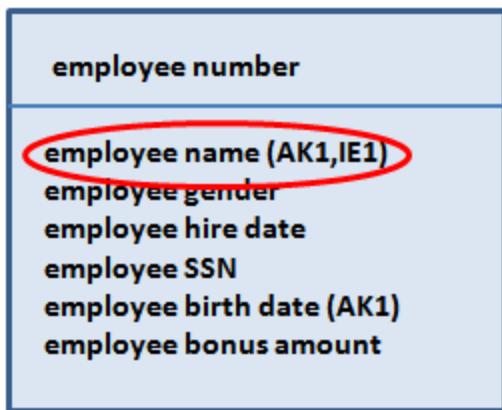 employee number
employee name (AK1,IE1)
employee gender
employee hire date
employee SSN
employee birth date (AK1)
employee bonus amount